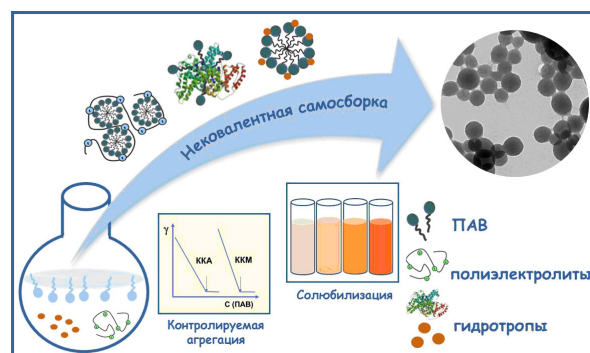 Нековалентная самосборка
γ
ККА
ККМ
С (ПАВ)
Контролируемая
агрегация
Солюбилизация
ПАВ
полиэлектролиты
гидротропы